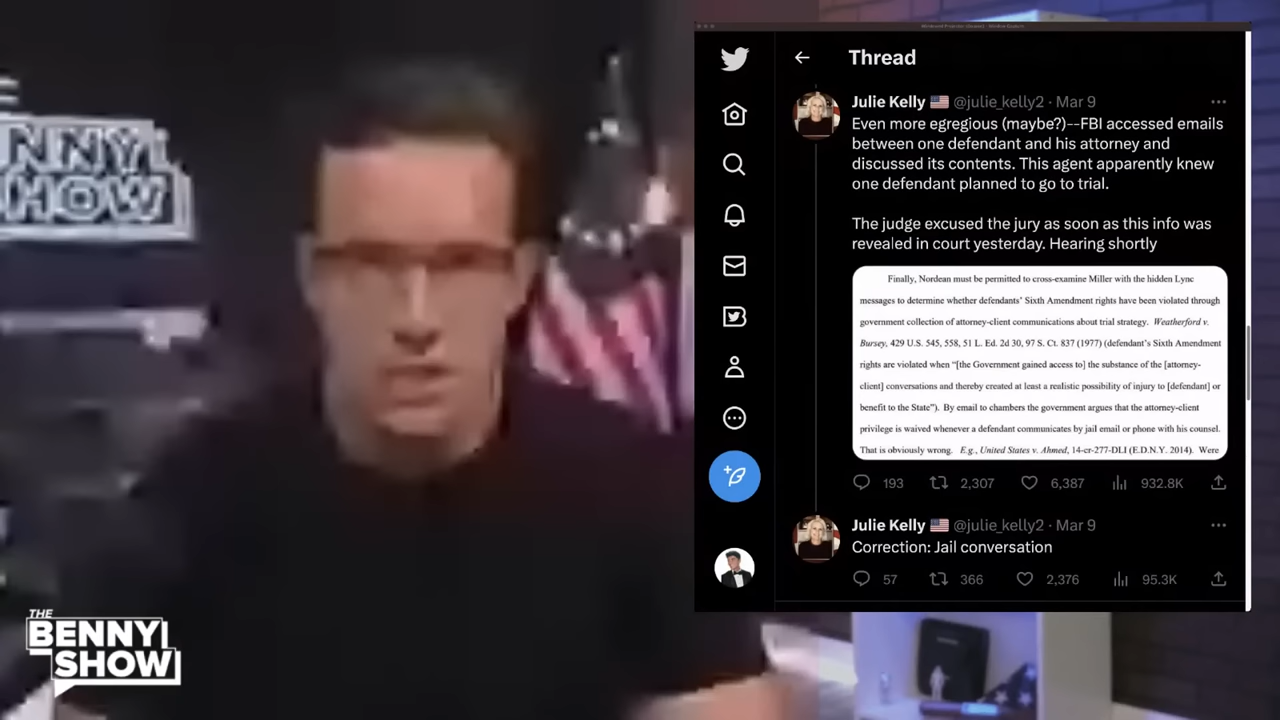 NNY
SHOW
Thread
Julie Kelly 🇺🇸 @julie_kelly2 · Mar 9
Even more egregious (maybe?)--FBI accessed emails
between one defendant and his attorney and
discussed its contents. This agent apparently knew
one defendant planned to go to trial.
The judge excused the jury as soon as this info was
revealed in court yesterday. Hearing shortly
Finally, Nordean must be permitted to cross-examine Miller with the hidden Lync
messages to determine whether defendants' Sixth Amendment rights have been violated through
government collection of attorney-client communications about trial strategy. Weatherford v.
Bursey, 429 U.S. 545, 558, 51 L. Ed. 2d 30, 97 S. Ct. 837 (1977) (defendant's Sixth Amendment
rights are violated when "[the Government gained access to] the substance of the [attorney-
client] conversations and thereby created at least a realistic possibility of injury to [defendant] or
benefit to the State"). By email to chambers the government argues that the attorney-client
privilege is waived whenever a defendant communicates by jail email or phone with his counsel.
That is obviously wrong. E.g., United States v. Ahmed, 14-cr-277-DLI (E.D.N.Y. 2014). Were
193 2,307 6,387 932.8K
Julie Kelly 🇺🇸 @julie_kelly2 · Mar 9
Correction: Jail conversation
57 366 2,376 95.3K
THE
BENNY
SHOW